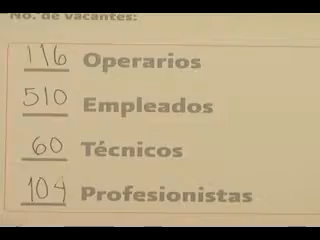 No. de vacantes:
116 Operarios
510 Empleados
60 Técnicos
104 Profesionistas